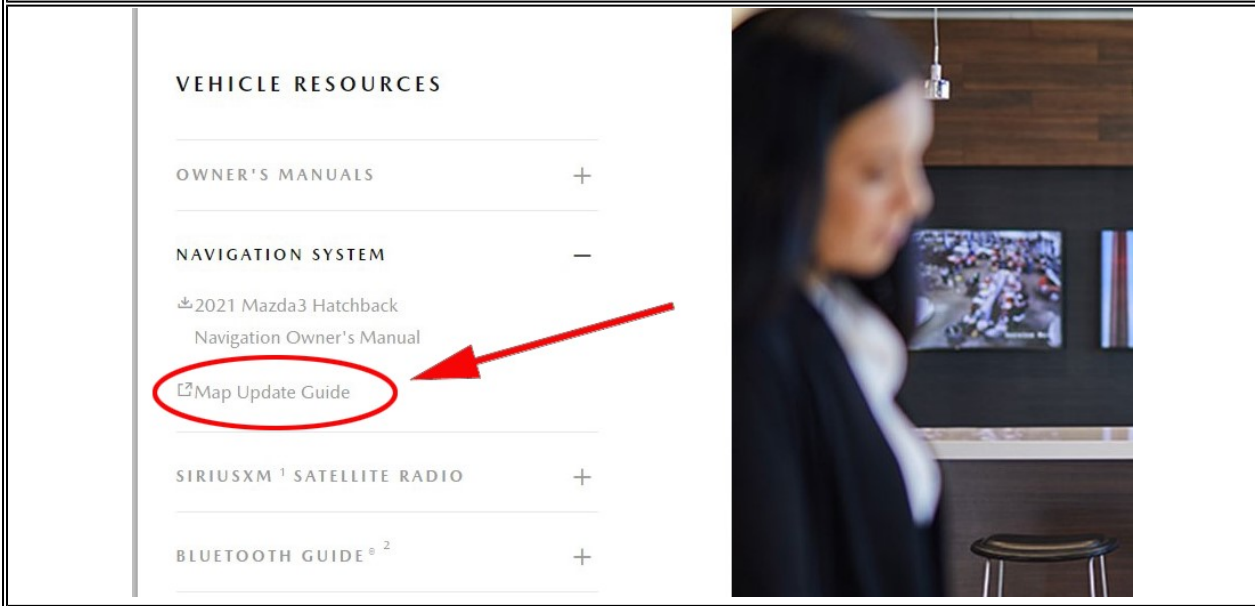 VEHICLE RESOURCES
OWNER'S MANUALS
NAVIGATION SYSTEM
2021 Mazda3 Hatchback
Navigation Owner's Manual
Map Update Guide
SIRIUSXM ¹ SATELLITE RADIO
BLUETOOTH GUIDE® ²